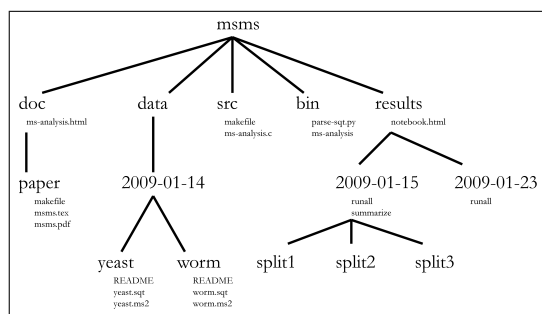 msms
doc data src bin results
ms-analysis.html makefile parse-sqt.py notebook.html
ms-analysis.c ms-analysis
paper 2009-01-14 2009-01-15 2009-01-23
makefile runall runall
msms.tex summarize
msms.pdf
yeast worm split1 split2 split3
README README
yeast.sqt worm.sqt
yeast.ms2 worm.ms2